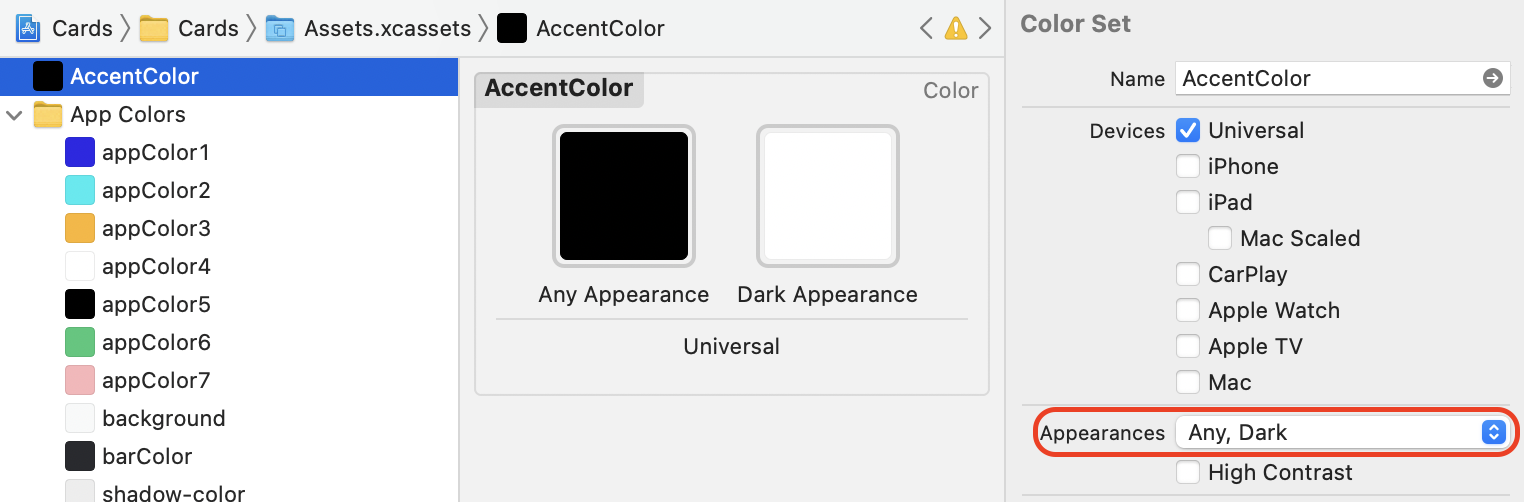 Cards Cards Assets.xcassets AccentColor
AccentColor
App Colors
appColor1
appColor2
appColor3
appColor4
appColor5
appColor6
appColor7
background
barColor
shadow-color
AccentColor Color
Any Appearance Dark Appearance
Universal
Color Set
Name AccentColor
Devices Universal
iPhone
iPad
Mac Scaled
CarPlay
Apple Watch
Apple TV
Mac
Appearances Any, Dark
High Contrast